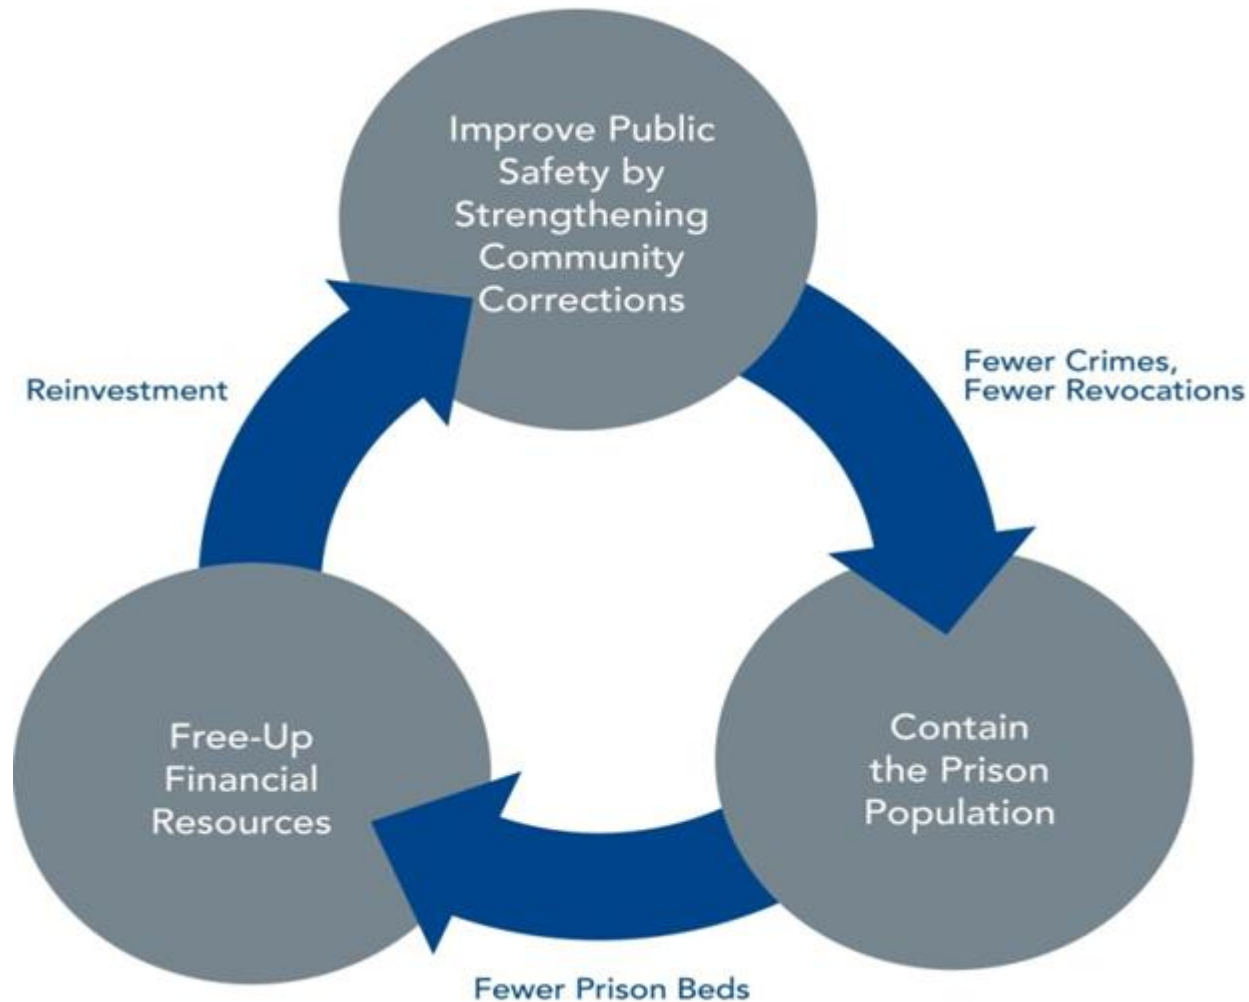 Improve Public
Safety by
Strengthening
Community
Corrections
Fewer Crimes,
Fewer Revocations
Contain
the Prison
Population
Fewer Prison Beds
Free-Up
Financial
Resources
Reinvestment